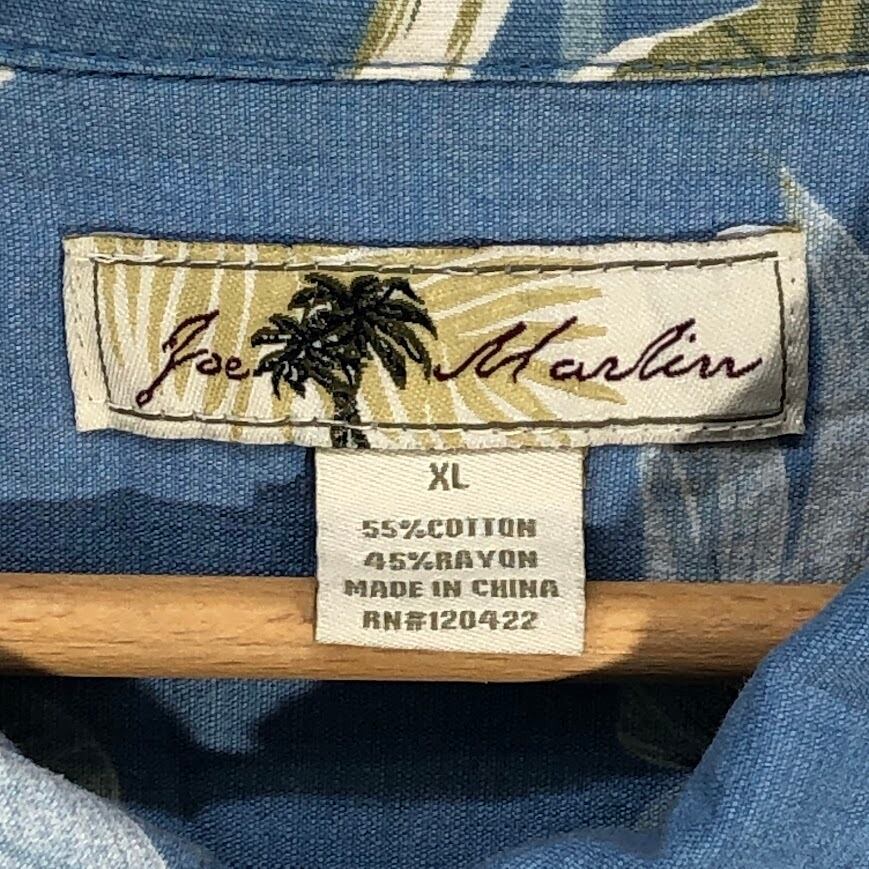 Joe Marlin
XL
55%COTTON
45%RAYON
MADE IN CHINA
RN#120422